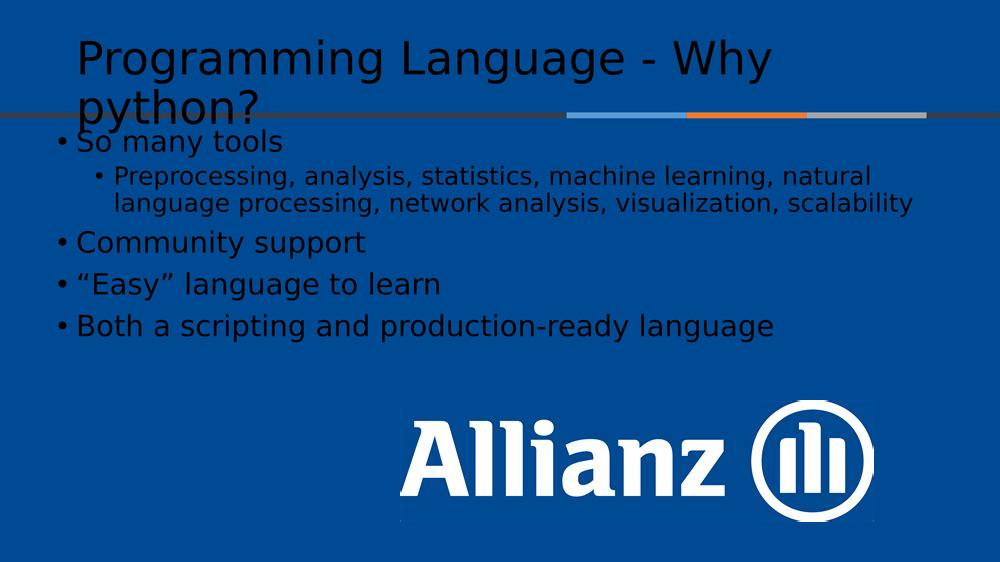 Programming Language - Why
python?
• So many tools
• Preprocessing, analysis, statistics, machine learning, natural
language processing, network analysis, visualization, scalability
• Community support
• “Easy” language to learn
• Both a scripting and production-ready language
Allianz